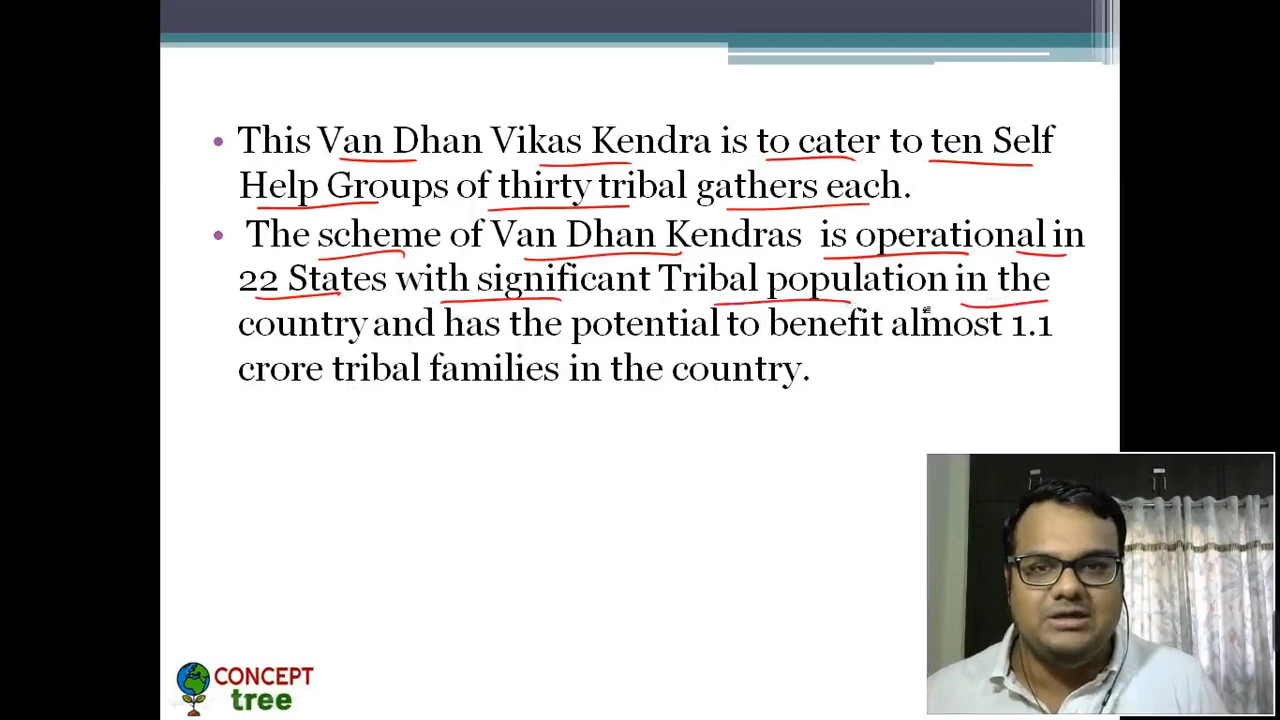 This Van Dhan Vikas Kendra is to cater to ten Self
Help Groups of thirty tribal gathers each.
The scheme of Van Dhan Kendras is operational in
22 States with significant Tribal population in the
country and has the potential to benefit almost 1.1
crore tribal families in the country.
CONCEPT
tree